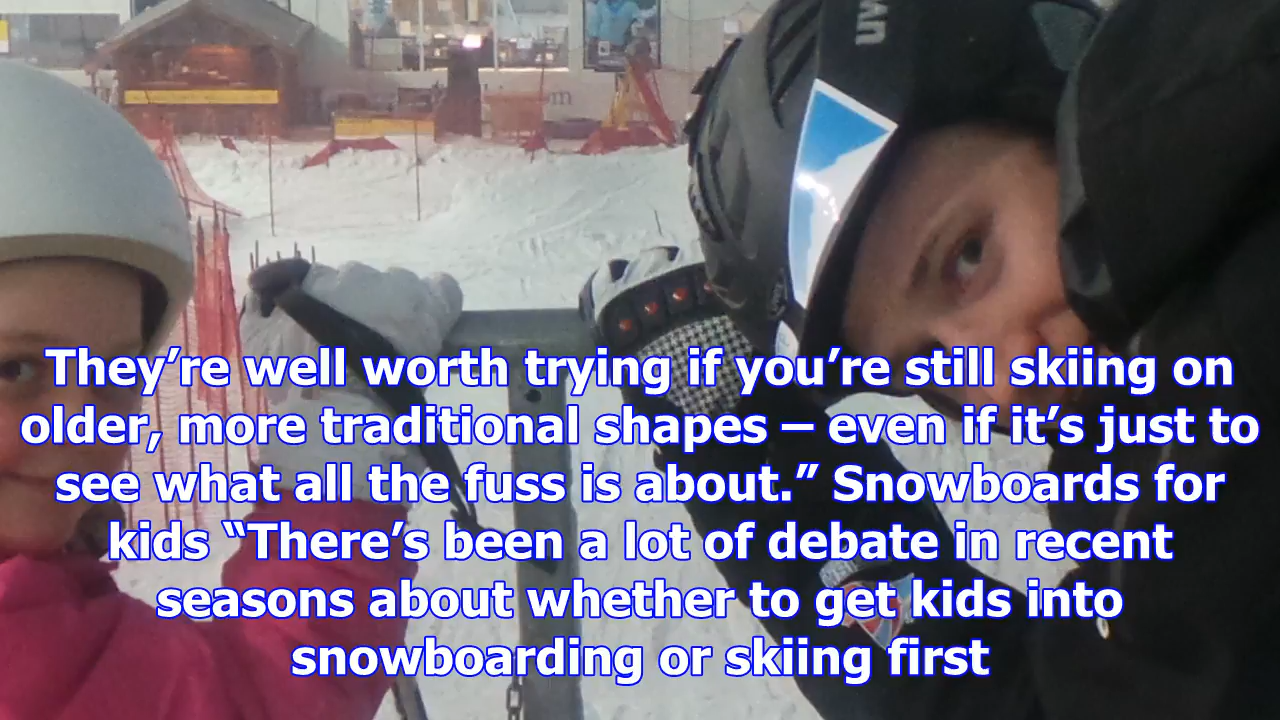 uv
They’re well worth trying if you’re still skiing on
older, more traditional shapes – even if it’s just to
see what all the fuss is about.” Snowboards for
kids “There’s been a lot of debate in recent
seasons about whether to get kids into
snowboarding or skiing first